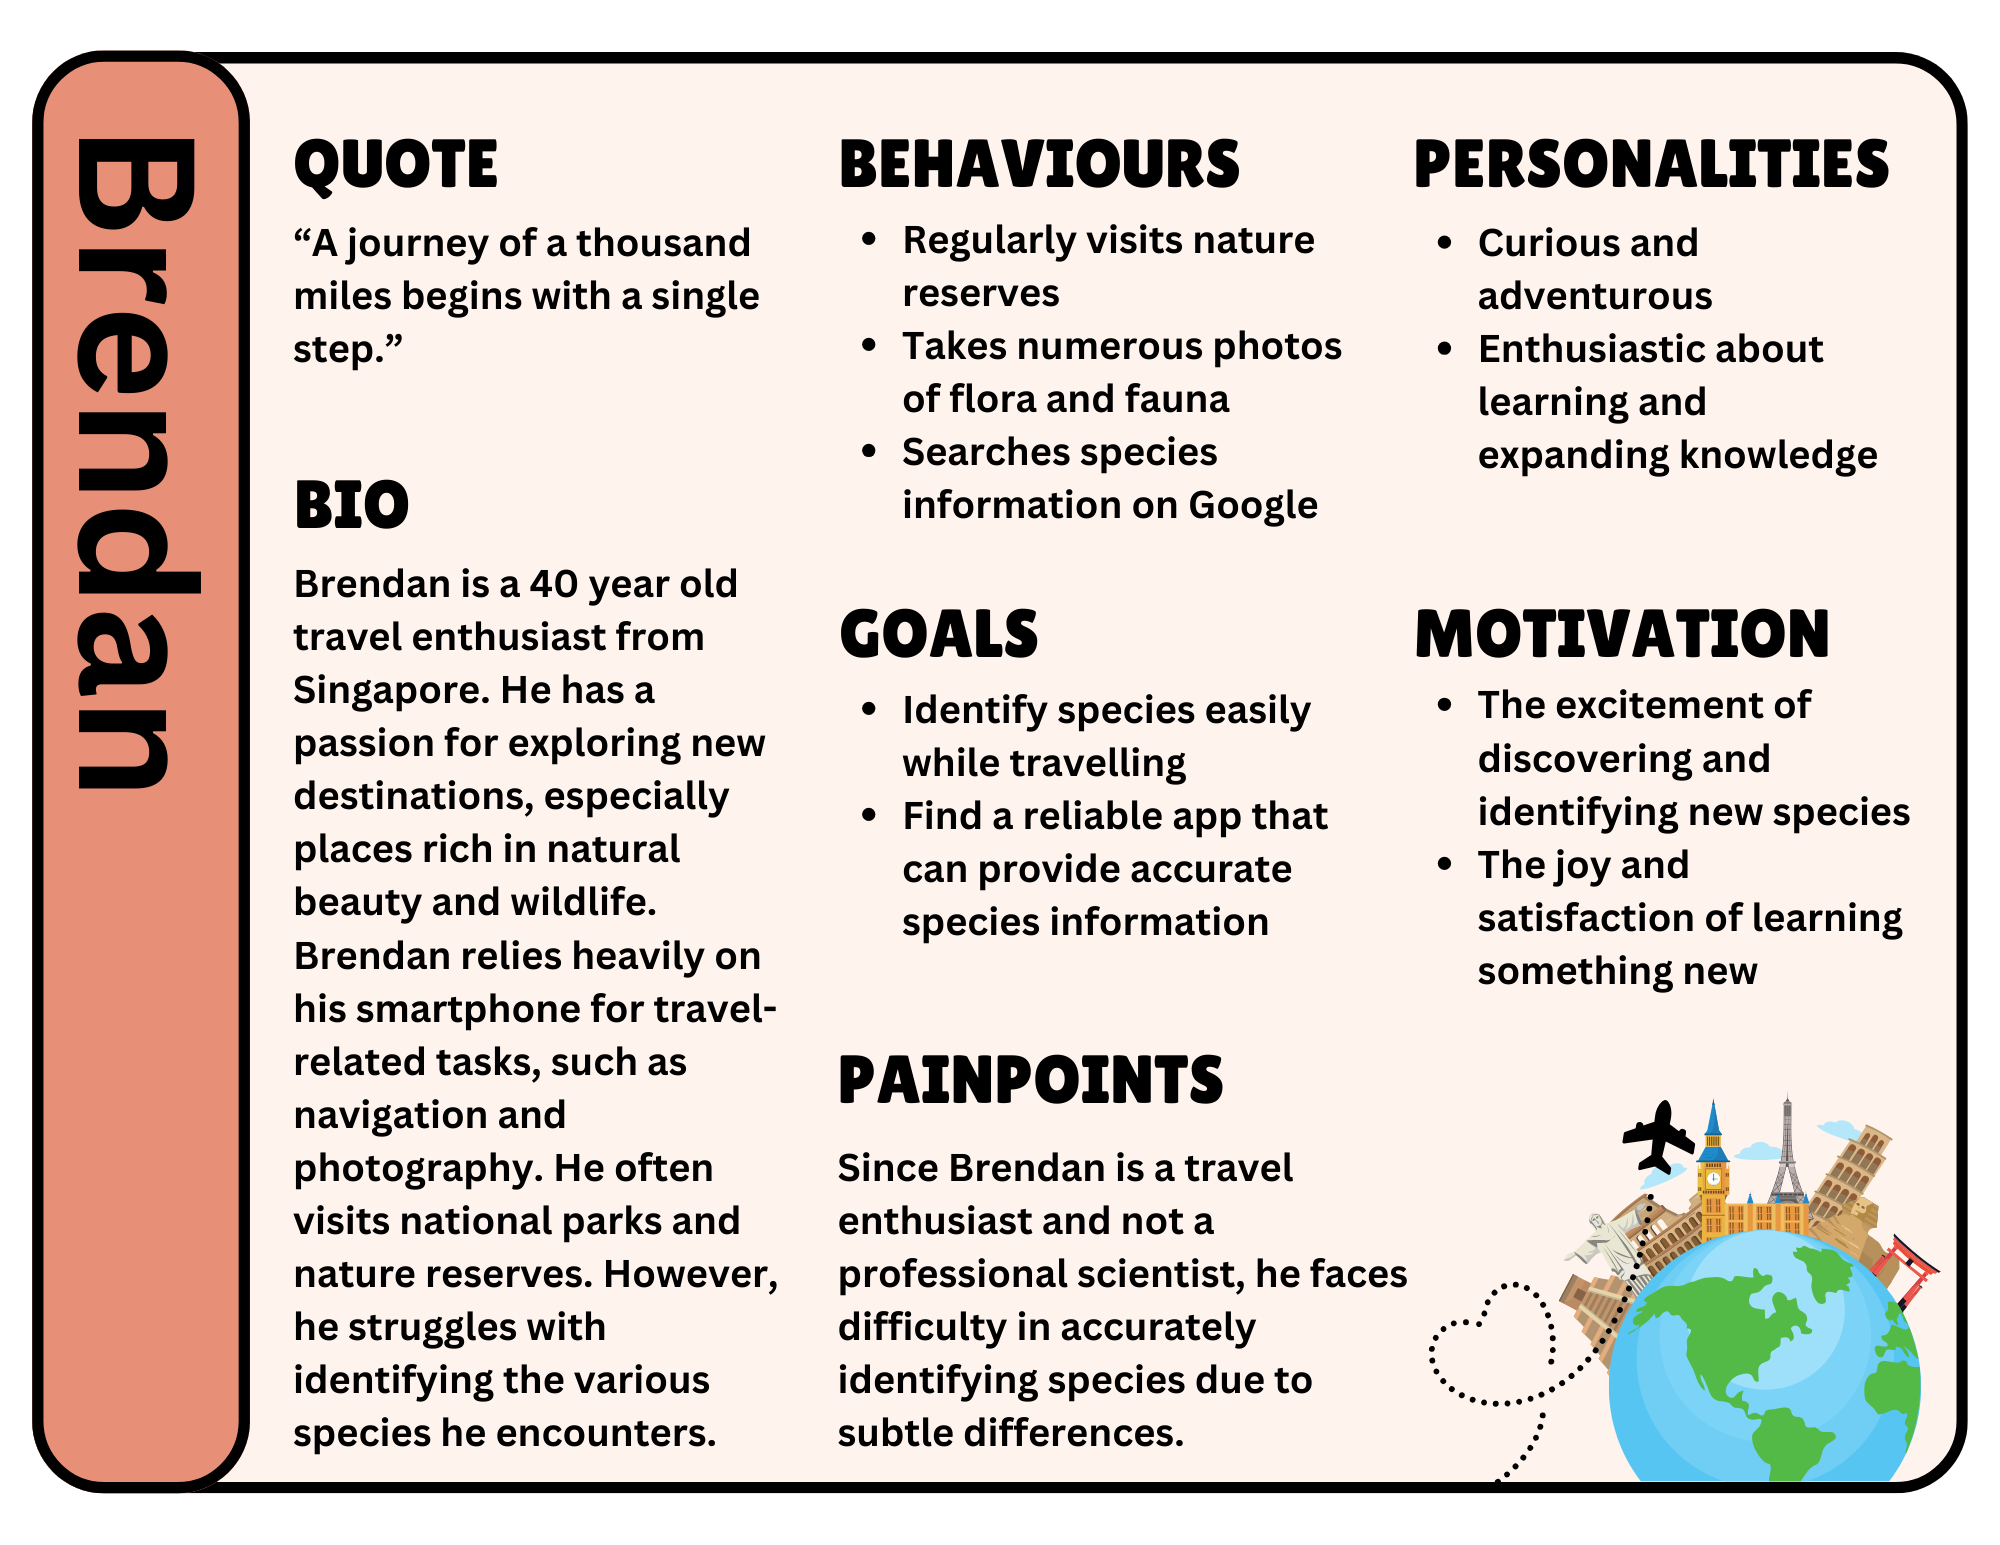 Brendan
QUOTE
“A journey of a thousand
miles begins with a single
step.”
BIO
Brendan is a 40 year old
travel enthusiast from
Singapore. He has a
passion for exploring new
destinations, especially
places rich in natural
beauty and wildlife.
Brendan relies heavily on
his smartphone for travel-
related tasks, such as
navigation and
photography. He often
visits national parks and
nature reserves. However,
he struggles with
identifying the various
species he encounters.
BEHAVIOURS
• Regularly visits nature
reserves
• Takes numerous photos
of flora and fauna
• Searches species
information on Google
GOALS
• Identify species easily
while travelling
• Find a reliable app that
can provide accurate
species information
PAINPOINTS
Since Brendan is a travel
enthusiast and not a
professional scientist, he faces
difficulty in accurately
identifying species due to
subtle differences.
PERSONALITIES
• Curious and
adventurous
• Enthusiastic about
learning and
expanding knowledge
MOTIVATION
• The excitement of
discovering and
identifying new species
• The joy and
satisfaction of learning
something new